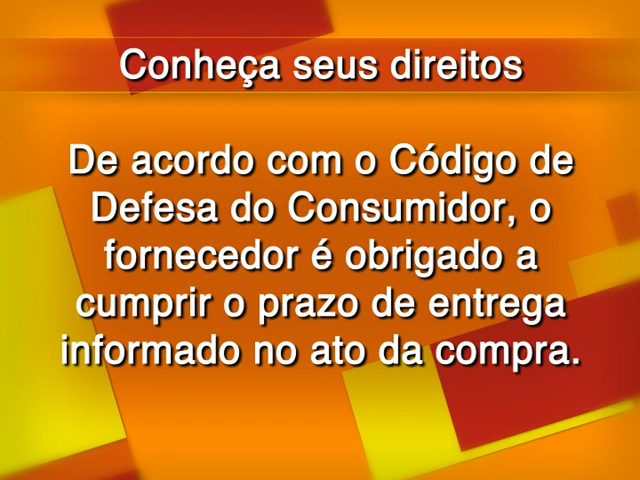 Conheça seus direitos
De acordo com o Código de
Defesa do Consumidor, o
fornecedor é obrigado a
cumprir o prazo de entrega
informado no ato da compra.